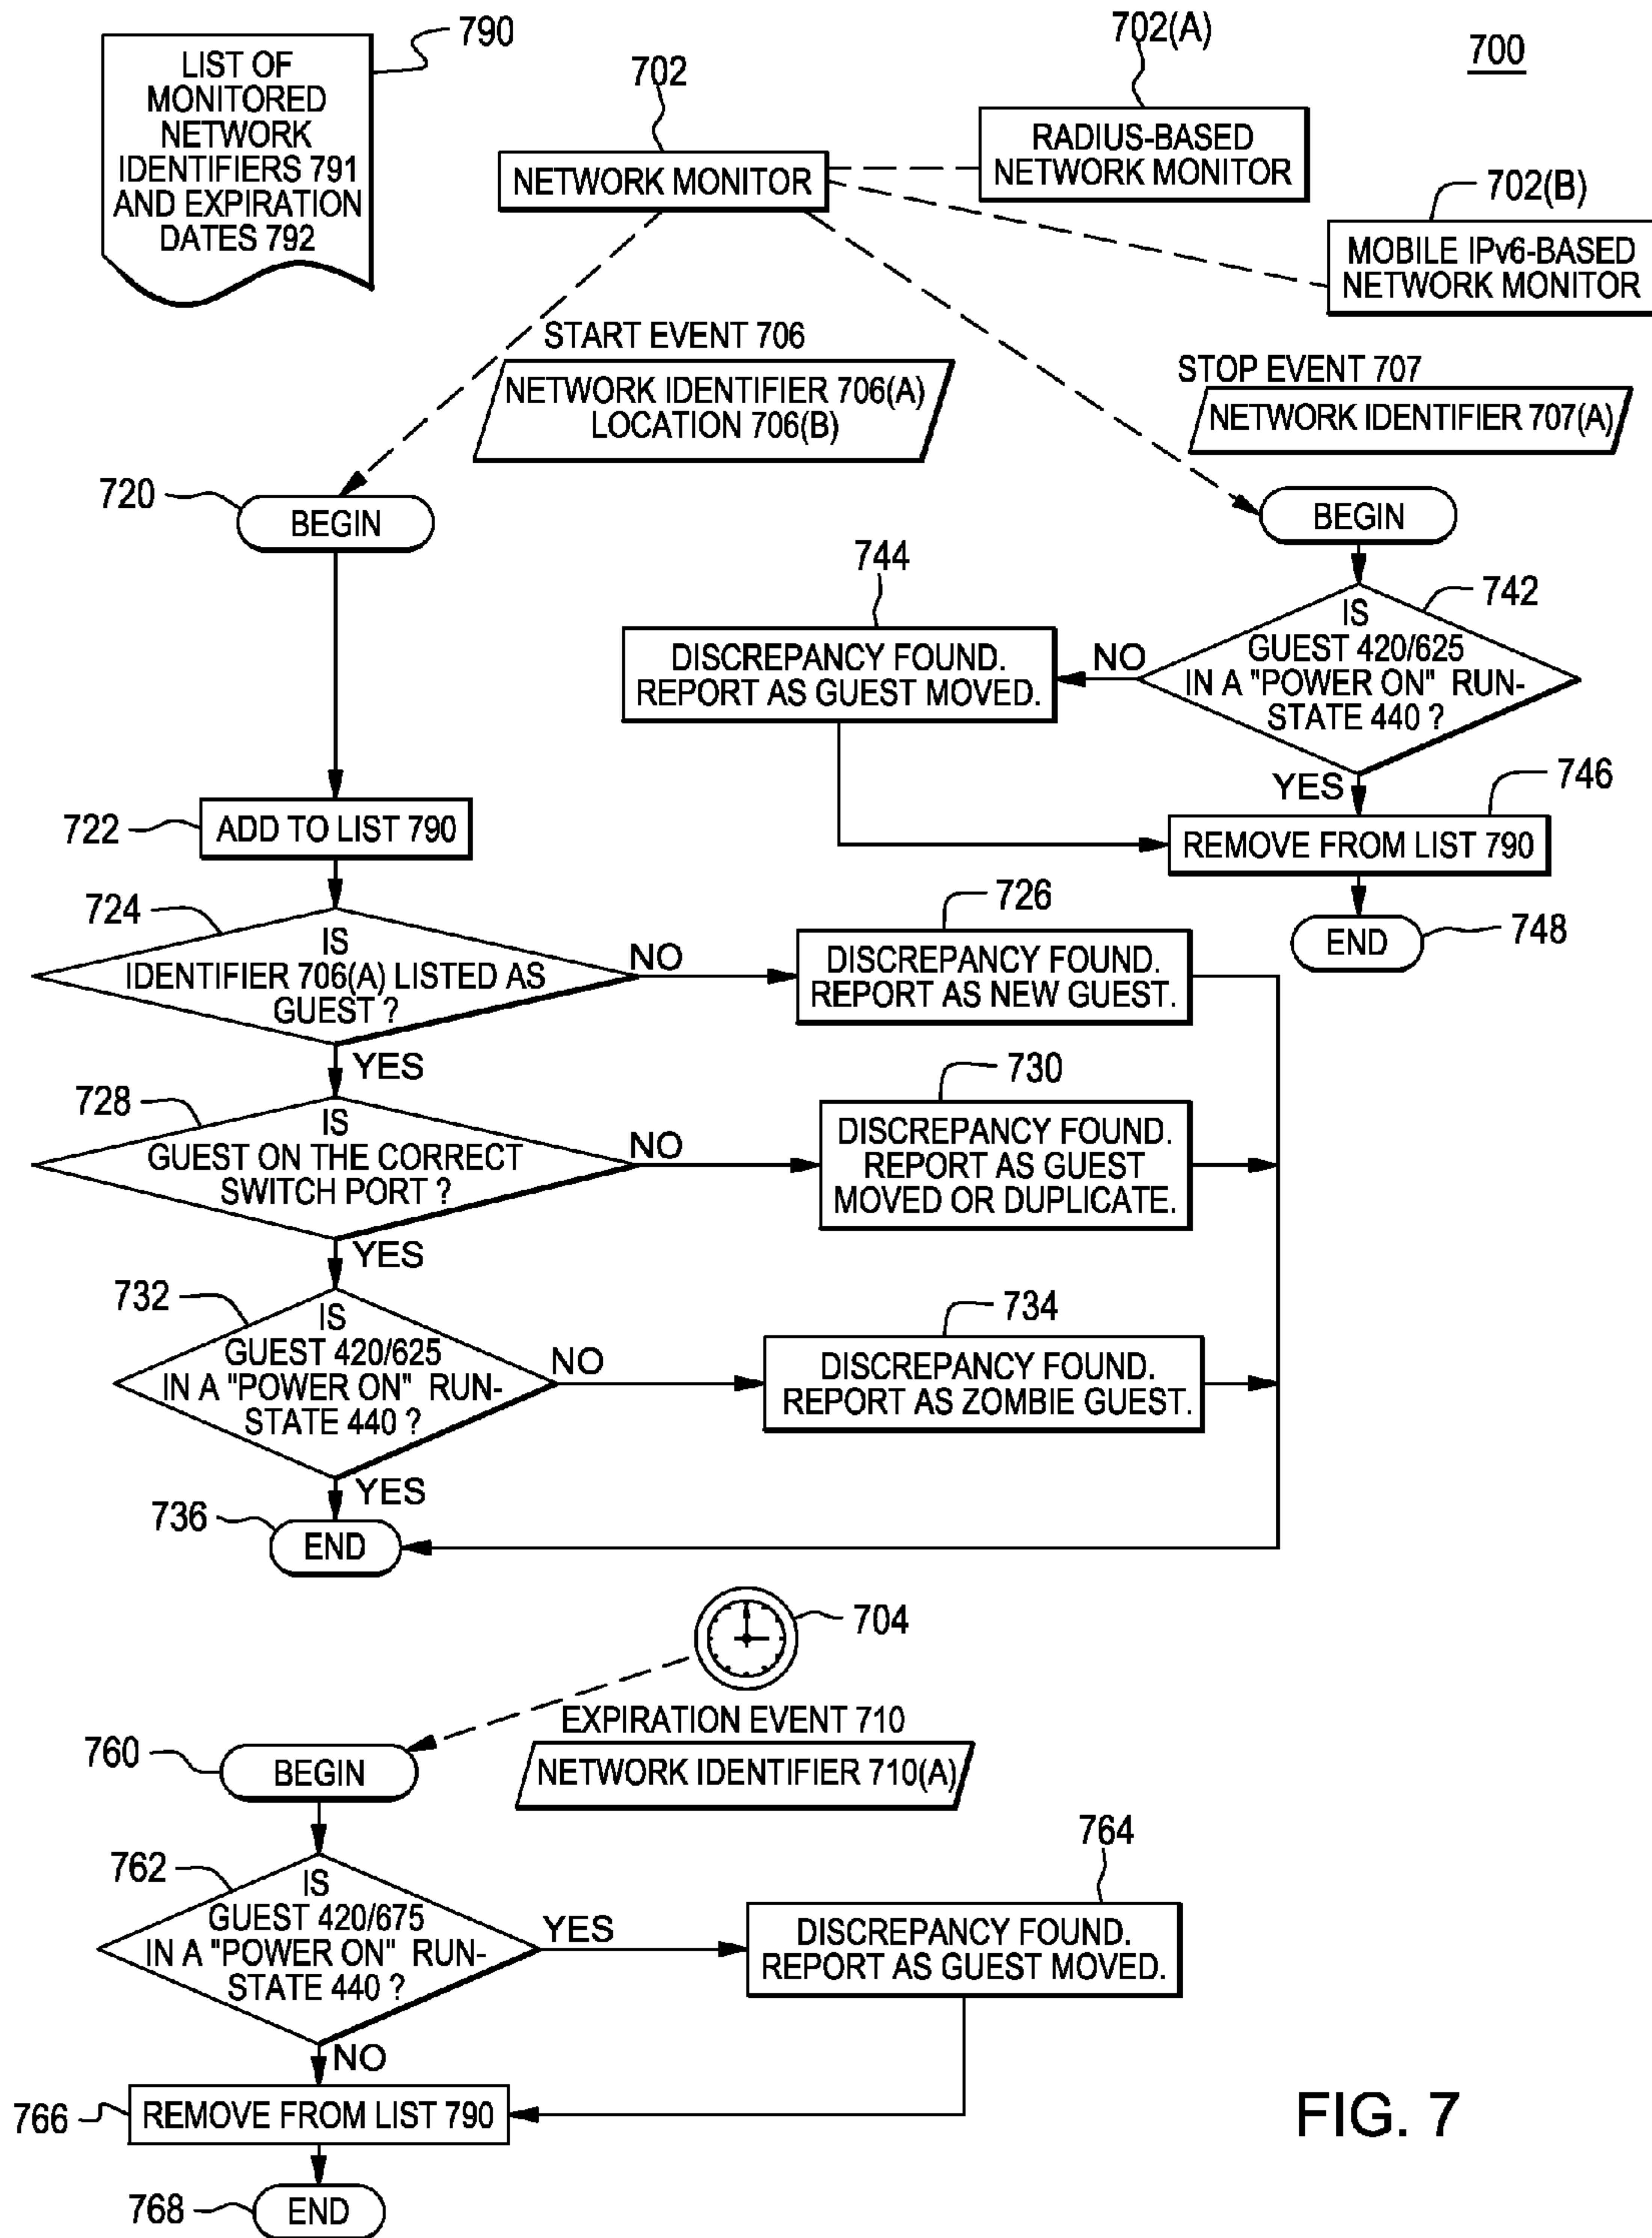 700
790
LIST OF
MONITORED
NETWORK
IDENTIFIERS 791
AND EXPIRATION
DATES 792
702
NETWORK MONITOR
702(A)
RADIUS-BASED
NETWORK MONITOR
702(B)
MOBILE IPv6-BASED
NETWORK MONITOR
START EVENT 706
NETWORK IDENTIFIER 706(A)
LOCATION 706(B)
STOP EVENT 707
NETWORK IDENTIFIER 707(A)
720
BEGIN
722
ADD TO LIST 790
724
IS
IDENTIFIER 706(A) LISTED AS
GUEST ?
NO
726
DISCREPANCY FOUND.
REPORT AS NEW GUEST.
YES
728
IS
GUEST ON THE CORRECT
SWITCH PORT ?
NO
730
DISCREPANCY FOUND.
REPORT AS GUEST
MOVED OR DUPLICATE.
YES
732
IS
GUEST 420/625
IN A "POWER ON" RUN-
STATE 440 ?
NO
734
DISCREPANCY FOUND.
REPORT AS ZOMBIE GUEST.
YES
736
END
BEGIN
742
IS
GUEST 420/625
IN A "POWER ON" RUN-
STATE 440 ?
NO
744
DISCREPANCY FOUND.
REPORT AS GUEST MOVED.
YES
746
REMOVE FROM LIST 790
END
748
704
EXPIRATION EVENT 710
NETWORK IDENTIFIER 710(A)
760
BEGIN
762
IS
GUEST 420/675
IN A "POWER ON" RUN-
STATE 440 ?
YES
764
DISCREPANCY FOUND.
REPORT AS GUEST MOVED.
NO
766
REMOVE FROM LIST 790
768
END
FIG. 7